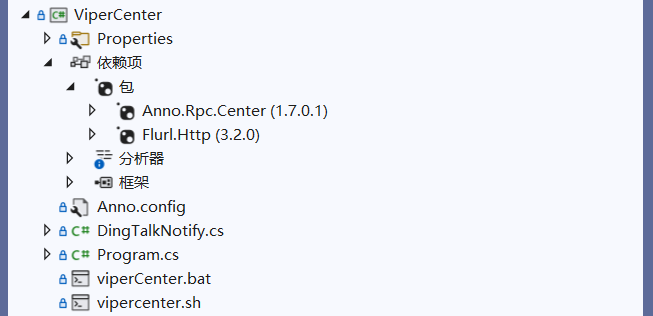 ViperCenter
Properties
依赖项
包
Anno.Rpc.Center (1.7.0.1)
Flurl.Http (3.2.0)
分析器
框架
Anno.config
DingTalkNotify.cs
Program.cs
viperCenter.bat
vipercenter.sh